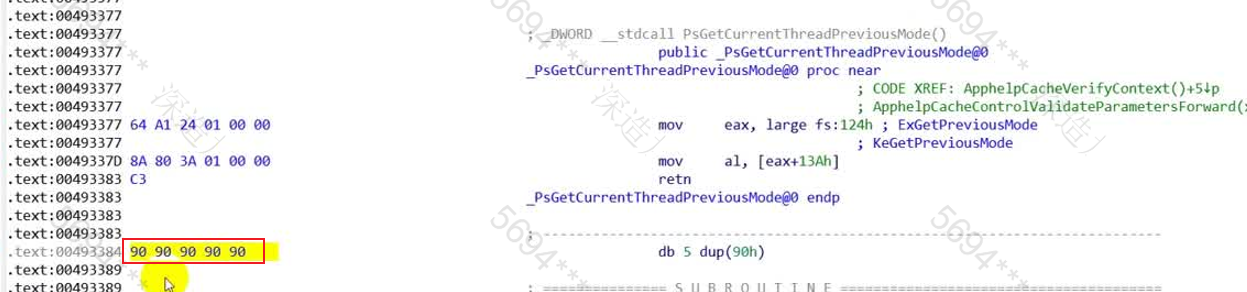 .text:00493377
.text:00493377 ; _DWORD __stdcall PsGetCurrentThreadPreviousMode()
.text:00493377 public _PsGetCurrentThreadPreviousMode@0
.text:00493377 _PsGetCurrentThreadPreviousMode@0 proc near
.text:00493377 ; CODE XREF: ApphelpCacheVerifyContext()+5↓p
.text:00493377 ; ApphelpCacheControlValidateParametersForward(
.text:00493377 64 A1 24 01 00 00 mov eax, large fs:124h ; ExGetPreviousMode
.text:00493377 ; KeGetPreviousMode
.text:0049337D 8A 80 3A 01 00 00 mov al, [eax+13Ah]
.text:00493383 C3 retn
.text:00493383 _PsGetCurrentThreadPreviousMode@0 endp
.text:00493383
.text:00493383 ; ---------------------------------------------------------------------------
.text:00493384 90 90 90 90 90 db 5 dup(90h)
.text:00493389
.text:00493389 ; =============== S U B R O U T I N E =======================================
5694***
深造
5694***
深造
5694***
深造
5694***
5694***